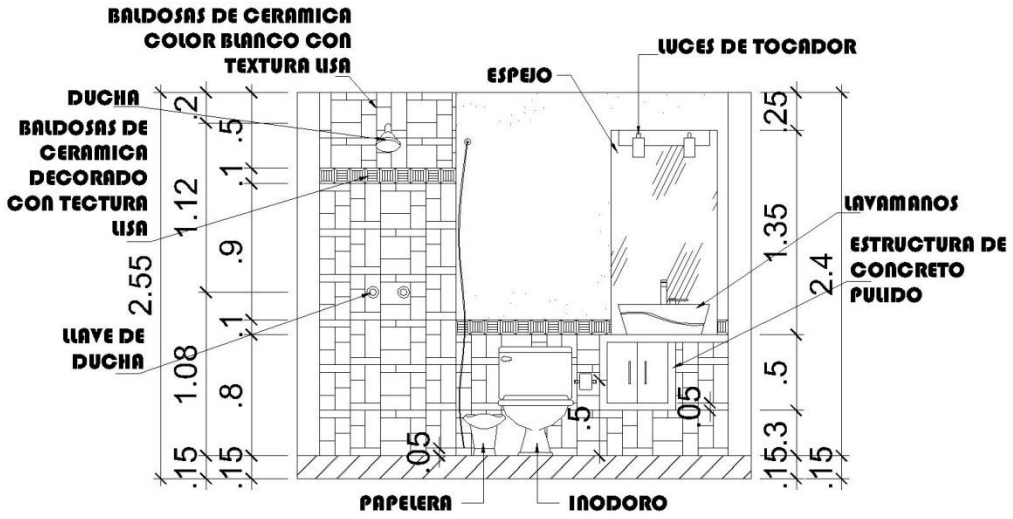 BALDOSAS DE CERAMICA
COLOR BLANCO CON
TEXTURA LISA
DUCHA
BALDOSAS DE
CERAMICA
DECORADO
CON TECTURA
LISA
LLAVE DE
DUCHA
ESPEJO
LUCES DE TOCADOR
LAVAMANOS
ESTRUCTURA DE
CONCRETO
PULIDO
PAPELERA
INODORO
2.55
.2
1.12
1.08
.15
.5
.1
.9
.1
.8
.15
.05
.5
.05
.25
1.35
.5
.3
.15
2.4
.15